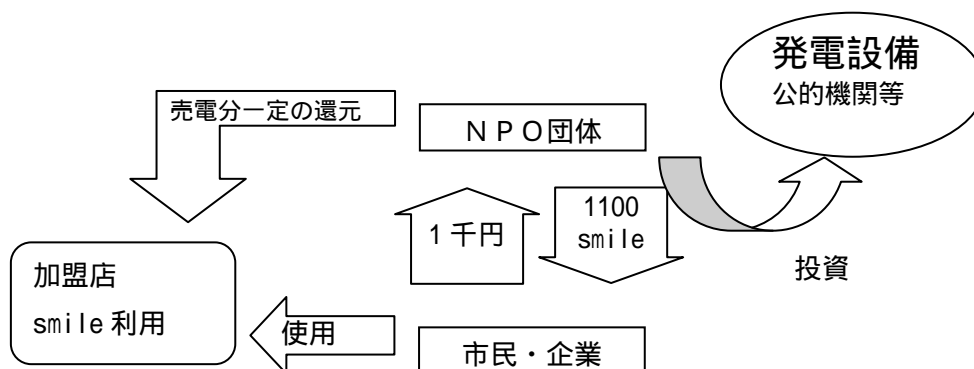 発電設備
公的機関等
売電分一定の還元
ＮＰＯ団体
１千円
1100
smile
投資
加盟店
smile 利用
使用
市民・企業